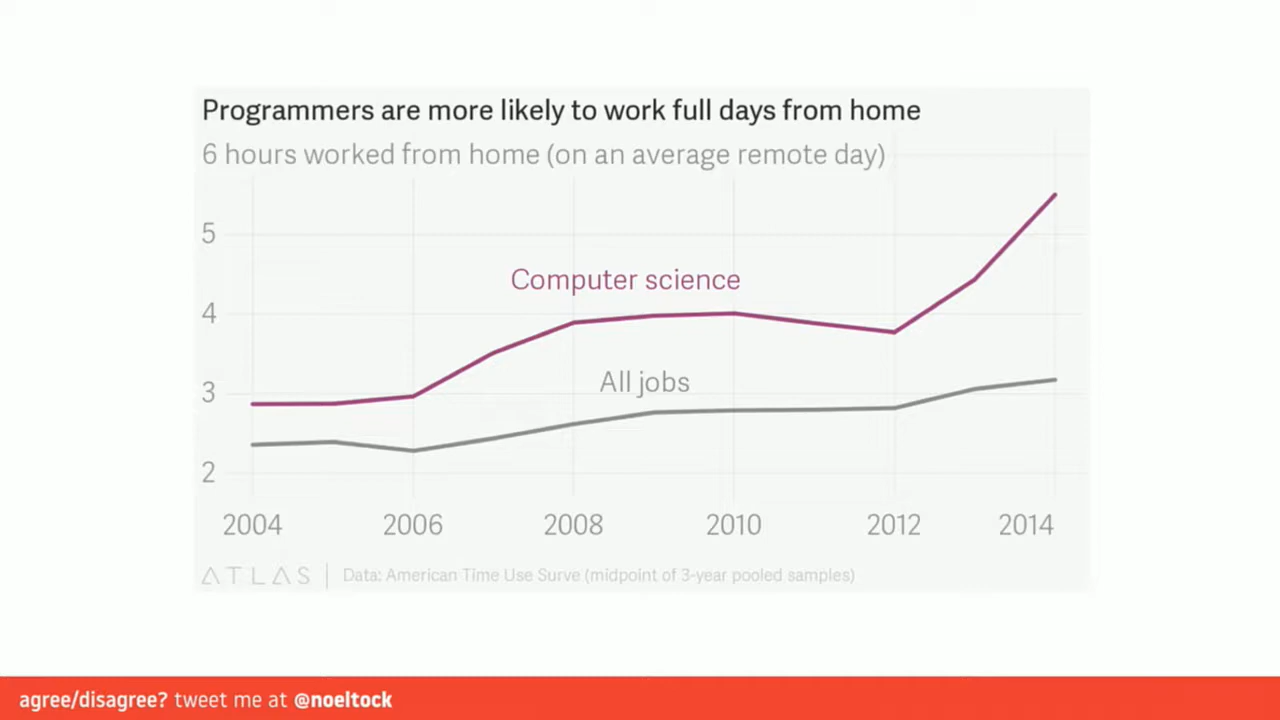 Programmers are more likely to work full days from home
6 hours worked from home (on an average remote day)
5
Computer science
4
All jobs
3
2
2004 2006 2008 2010 2012 2014
ATLAS | Data: American Time Use Surve (midpoint of 3-year pooled samples)
agree/disagree? tweet me at @noeltock